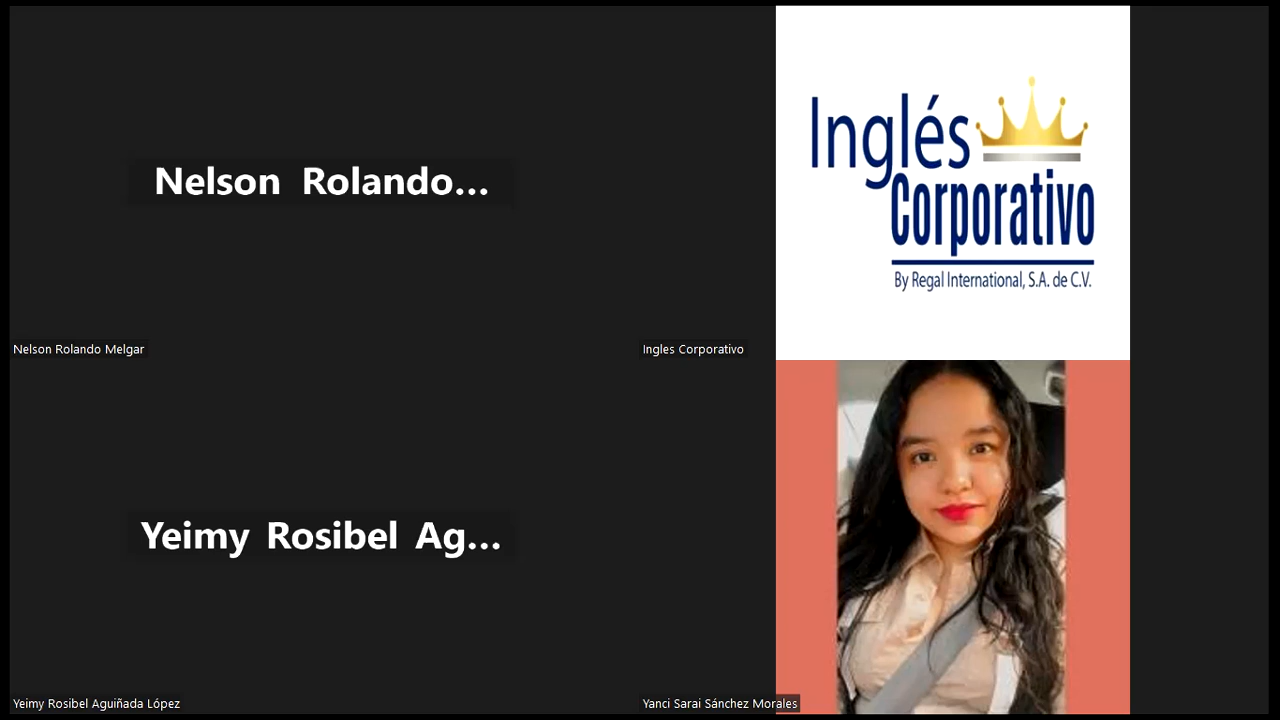 Nelson Rolando...
Nelson Rolando Melgar
Inglés
Corporativo
By Regal International, S.A. de C.V.
Ingles Corporativo
Yeimy Rosibel Ag...
Yeimy Rosibel Aguiñada López
Yanci Sarai Sánchez Morales